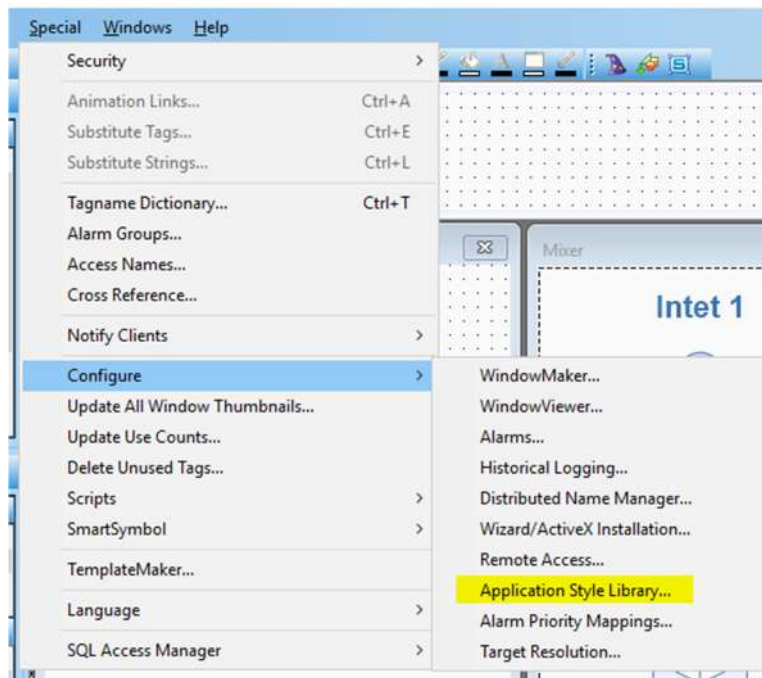 Special Windows Help
Security
Animation Links... Ctrl+A
Substitute Tags... Ctrl+E
Substitute Strings... Ctrl+L
Tagname Dictionary... Ctrl+T
Alarm Groups...
Access Names...
Cross Reference...
Notify Clients
Configure
Update All Window Thumbnails...
Update Use Counts...
Delete Unused Tags...
Scripts
SmartSymbol
TemplateMaker...
Language
SQL Access Manager
Mixer
Intet 1
WindowMaker...
WindowViewer...
Alarms...
Historical Logging...
Distributed Name Manager...
Wizard/ActiveX Installation...
Remote Access...
Application Style Library...
Alarm Priority Mappings...
Target Resolution...